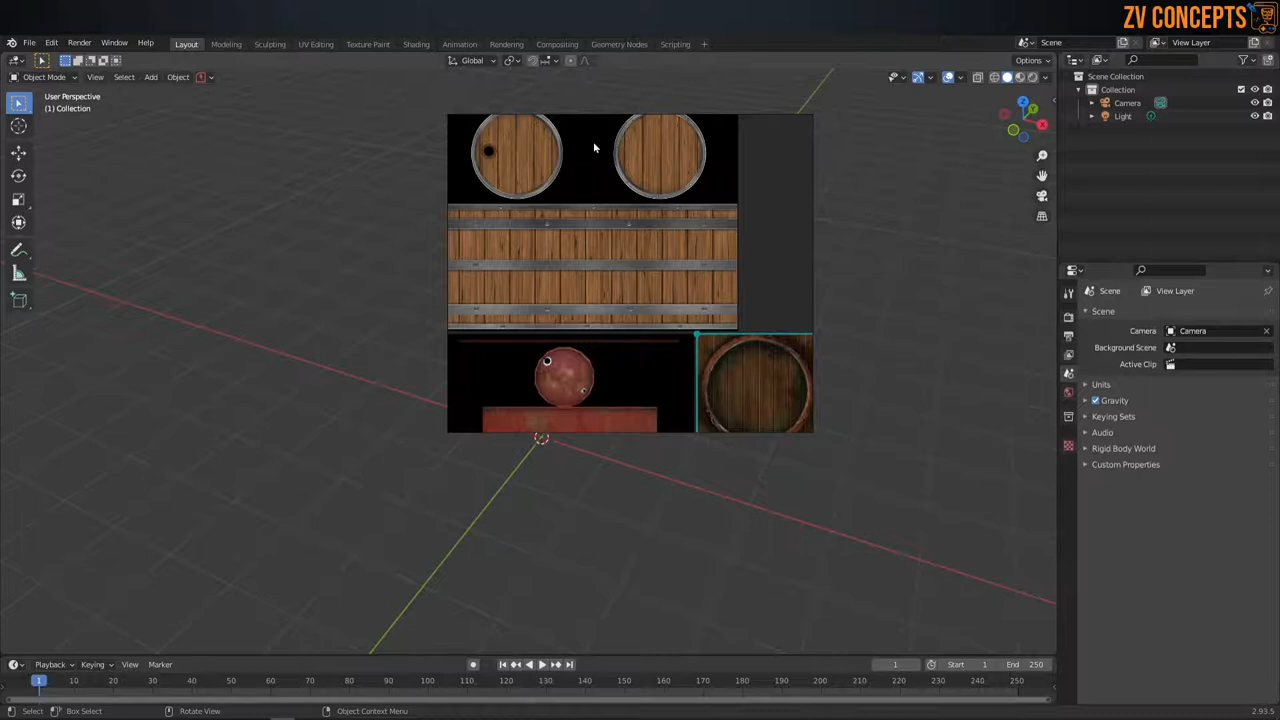 ZV CONCEPTS
File Edit Render Window Help
Layout Modeling Sculpting UV Editing Texture Paint Shading Animation Rendering Compositing Geometry Nodes Scripting +
Scene View Layer
Global Options
Object Mode View Select Add Object
User Perspective
(1) Collection
Z
Y
X
Scene Collection
Collection
Camera
Light
Scene View Layer
Scene
Camera Camera
Background Scene
Active Clip
Units
Gravity
Keying Sets
Audio
Rigid Body World
Custom Properties
Playback Keying View Marker 1 Start 1 End 250
1 10 20 30 40 50 60 70 80 90 100 110 120 130 140 150 160 170 180 190 200 210 220 230 240 250
Select Box Select Rotate View Object Context Menu 2.93.5